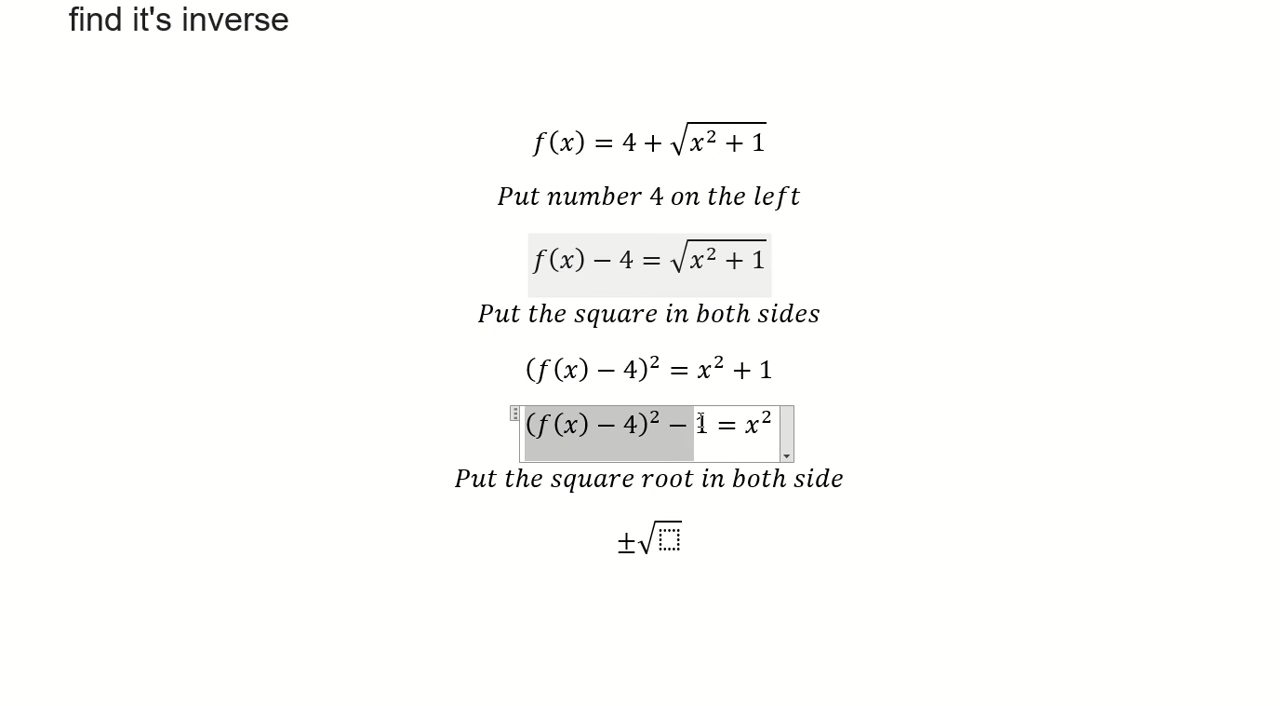 find it's inverse
f(x) = 4 + √(x² + 1)
Put number 4 on the left
f(x) − 4 = √(x² + 1)
Put the square in both sides
(f(x) − 4)² = x² + 1
(f(x) − 4)² − 1 = x²
Put the square root in both side
±√